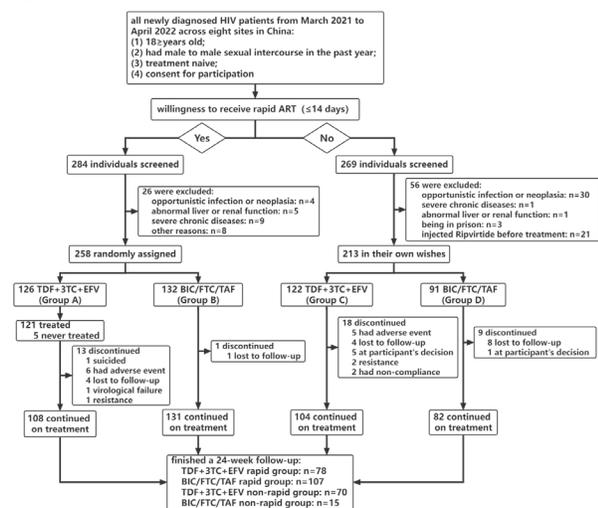 all newly diagnosed HIV patients from March 2021 to
April 2022 across eight sites in China:
(1) 18≥years old;
(2) had male to male sexual intercourse in the past year;
(3) treatment naive;
(4) consent for participation
willingness to receive rapid ART (≤14 days)
Yes
No
284 individuals screened
269 individuals screened
26 were excluded:
opportunistic infection or neoplasia: n=4
abnormal liver or renal function: n=5
severe chronic diseases: n=9
other reasons: n=8
56 were excluded:
opportunistic infection or neoplasia: n=30
severe chronic diseases: n=1
abnormal liver or renal function: n=1
being in prison: n=3
injected Ripvirtide before treatment: n=21
258 randomly assigned
213 in their own wishes
126 TDF+3TC+EFV
(Group A)
132 BIC/FTC/TAF
(Group B)
122 TDF+3TC+EFV
(Group C)
91 BIC/FTC/TAF
(Group D)
121 treated
5 never treated
13 discontinued
1 suicided
6 had adverse event
4 lost to follow-up
1 virological failure
1 resistance
1 discontinued
1 lost to follow-up
18 discontinued
5 had adverse event
4 lost to follow-up
5 at participant's decision
2 resistance
2 had non-compliance
9 discontinued
8 lost to follow-up
1 at participant's decision
108 continued
on treatment
131 continued
on treatment
104 continued
on treatment
82 continued
on treatment
finished a 24-week follow-up:
TDF+3TC+EFV rapid group: n=78
BIC/FTC/TAF rapid group: n=107
TDF+3TC+EFV non-rapid group: n=70
BIC/FTC/TAF non-rapid group: n=15